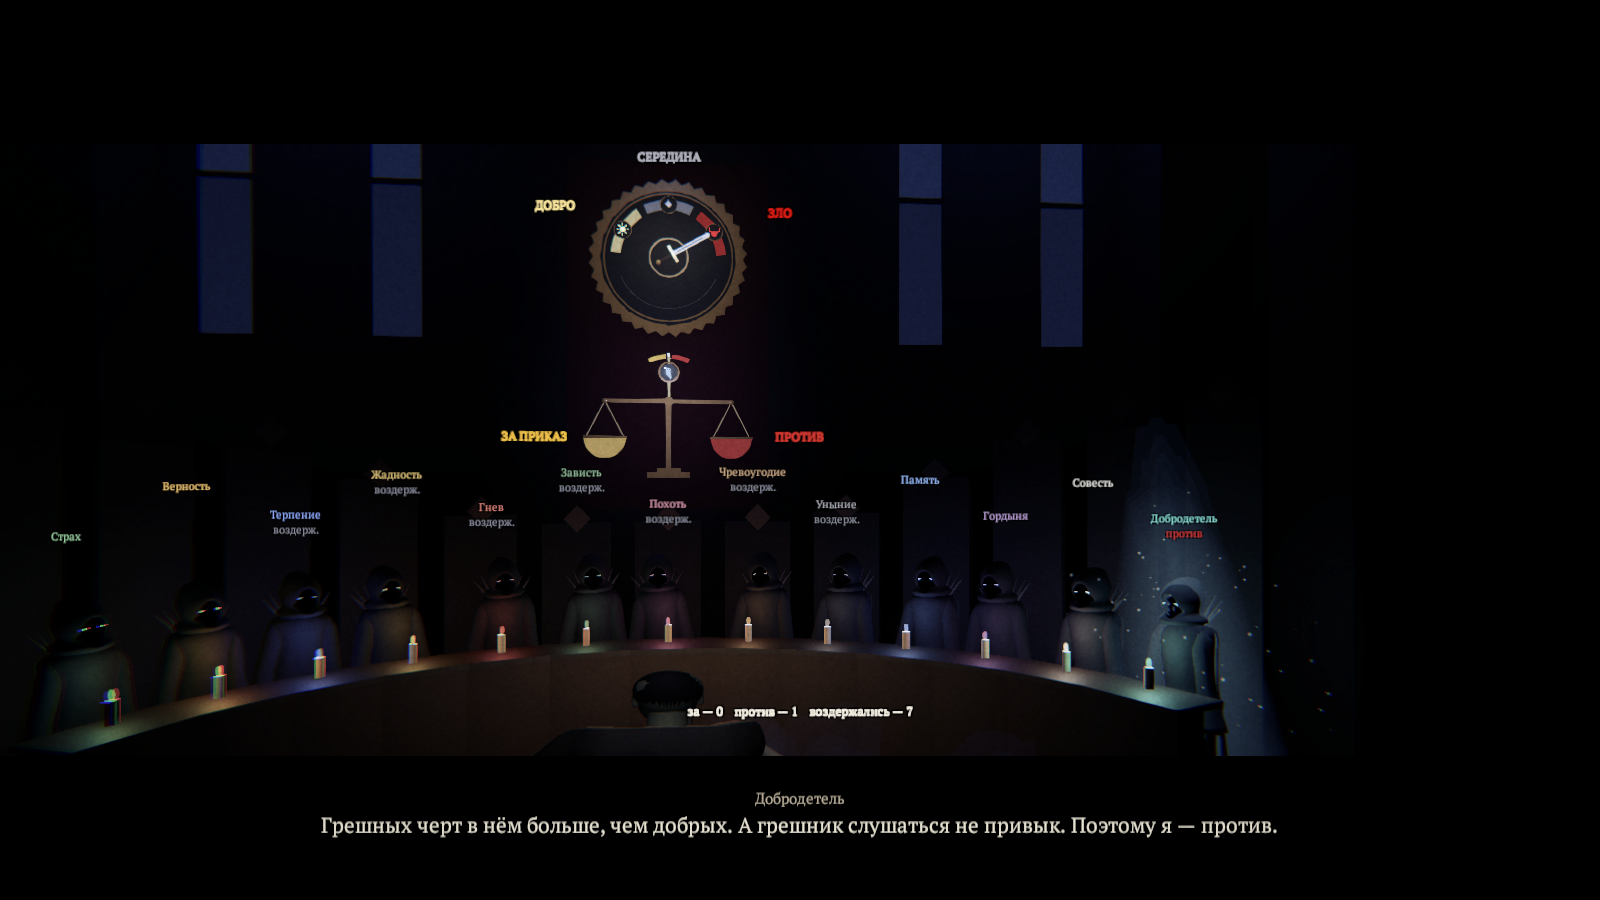 СЕРЕДИНА
ДОБРО
ЗЛО
ЗА ПРИКАЗ
ПРОТИВ
Страх
Верность
Терпение
воздерж.
Жадность
воздерж.
Гнев
воздерж.
Зависть
воздерж.
Похоть
воздерж.
Чревоугодие
воздерж.
Уныние
воздерж.
Память
Гордыня
Совесть
Добродетель
против
за — 0 против — 1 воздержались — 7
Добродетель
Грешных черт в нём больше, чем добрых. А грешник слушаться не привык. Поэтому я — против.